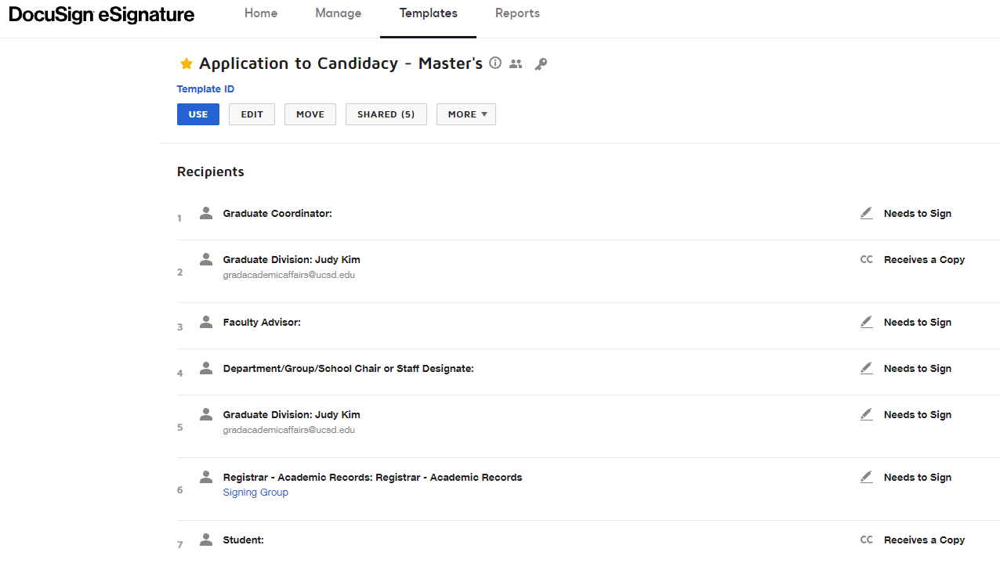 DocuSign eSignature Home Manage Templates Reports
Application to Candidacy - Master's
Template ID
USE EDIT MOVE SHARED (5) MORE
Recipients
1 Graduate Coordinator: Needs to Sign
2 Graduate Division: Judy Kim CC Receives a Copy
gradacademicaffairs@ucsd.edu
3 Faculty Advisor: Needs to Sign
4 Department/Group/School Chair or Staff Designate: Needs to Sign
5 Graduate Division: Judy Kim Needs to Sign
gradacademicaffairs@ucsd.edu
6 Registrar - Academic Records: Registrar - Academic Records Needs to Sign
Signing Group
7 Student: CC Receives a Copy